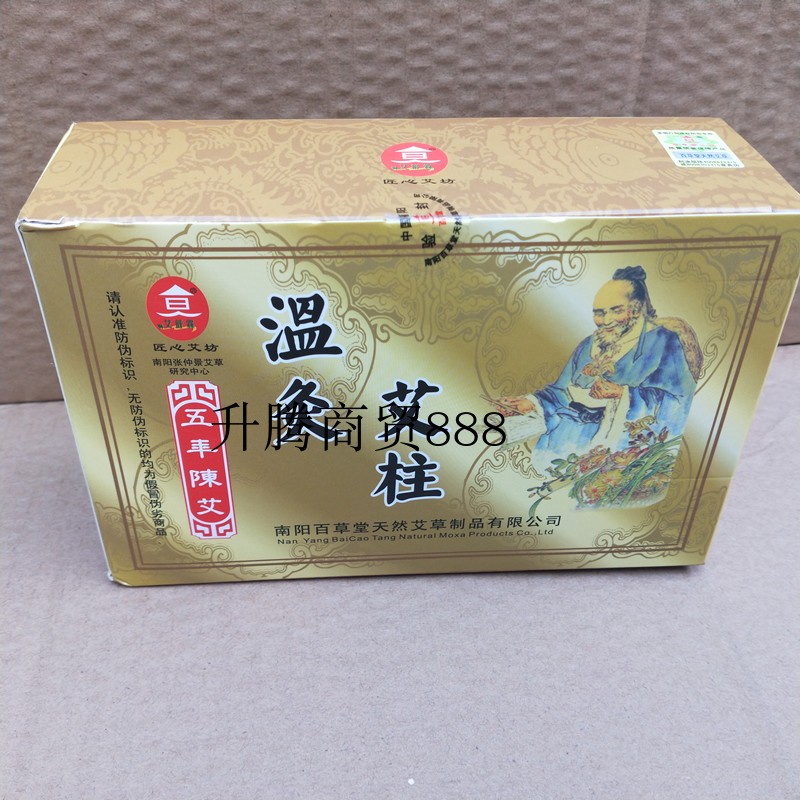 匠心艾坊
请认准防伪标识，无防伪标识的均为假冒伪劣商品.
匠心艾坊
南阳张仲景艾草
研究中心
五年陳艾
溫灸
艾柱
升腾商贸888
南阳百草堂天然艾草制品有限公司
Nan Yang BaiCao Tang Natural Moxa Products Co.,Ltd